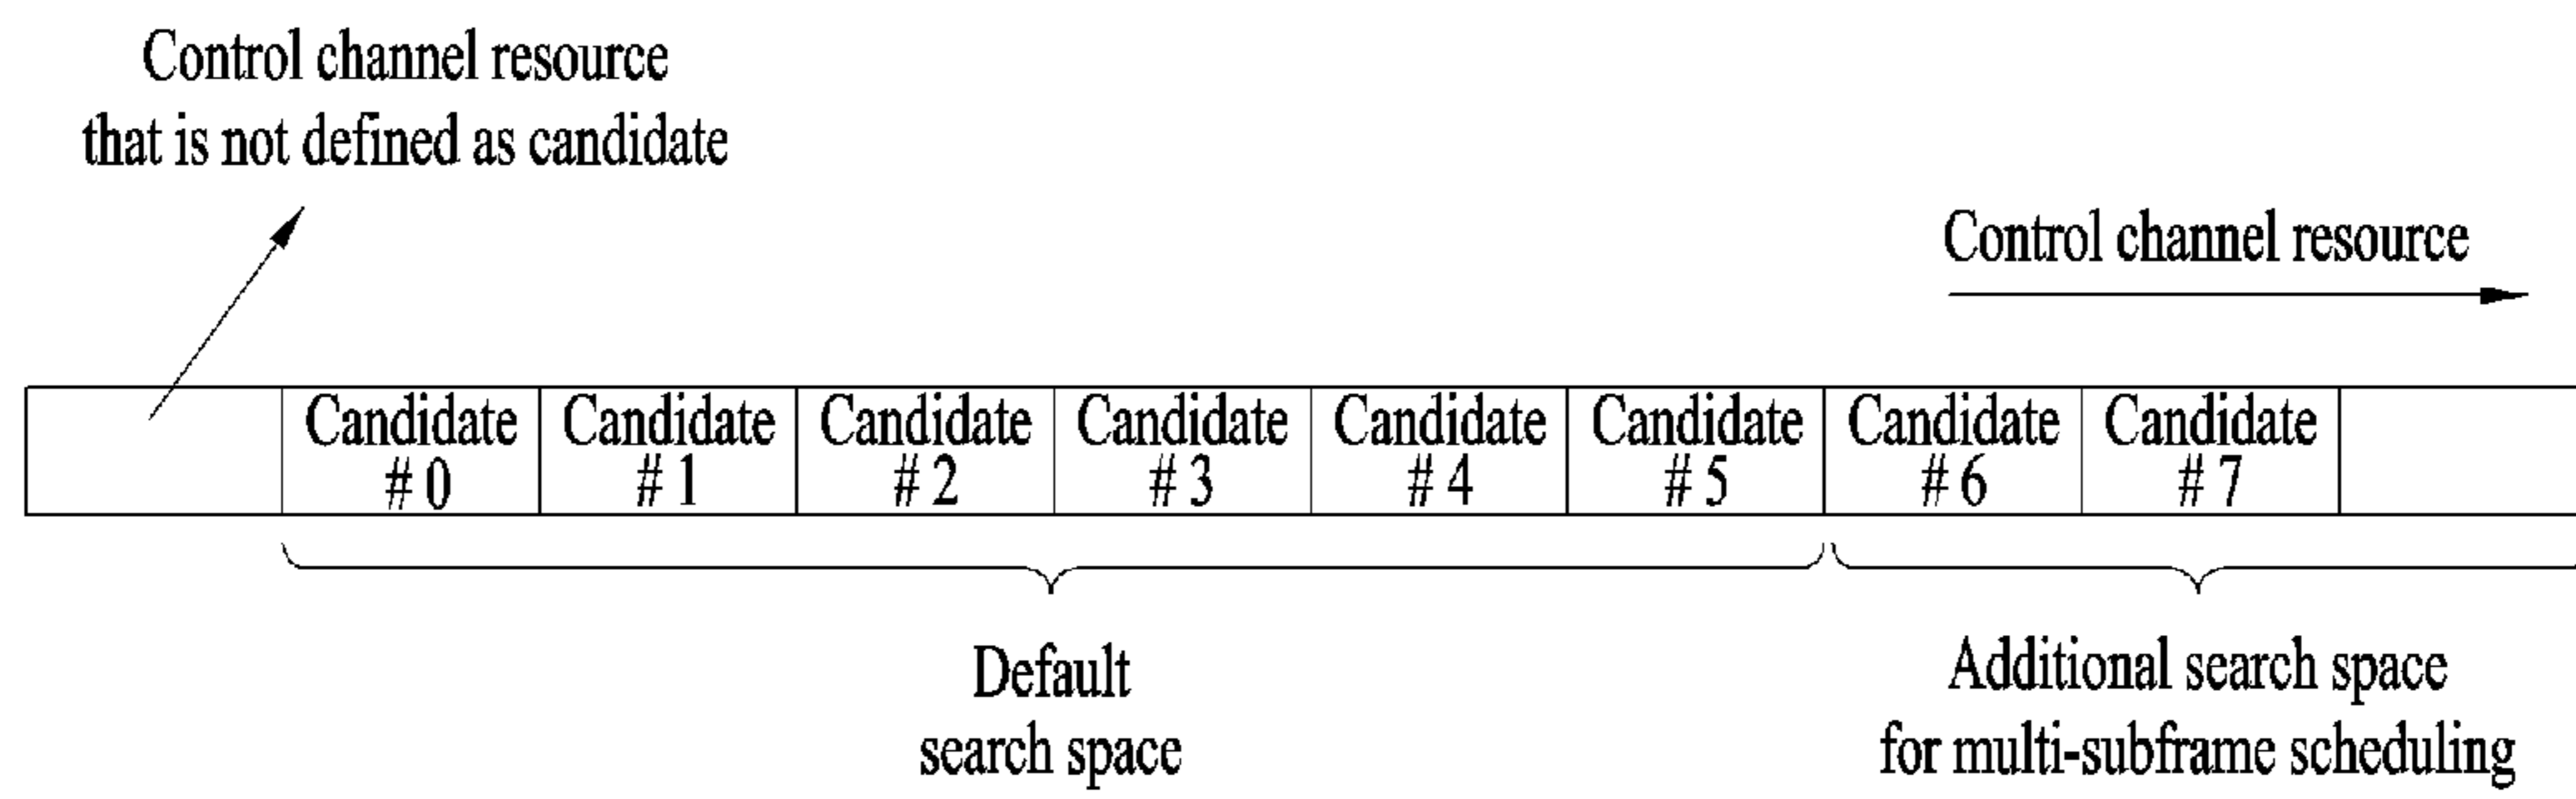 Control channel resource
that is not defined as candidate
Control channel resource
Candidate Candidate Candidate Candidate Candidate Candidate Candidate Candidate
# 0 # 1 # 2 # 3 # 4 # 5 # 6 # 7
Default
search space
Additional search space
for multi-subframe scheduling